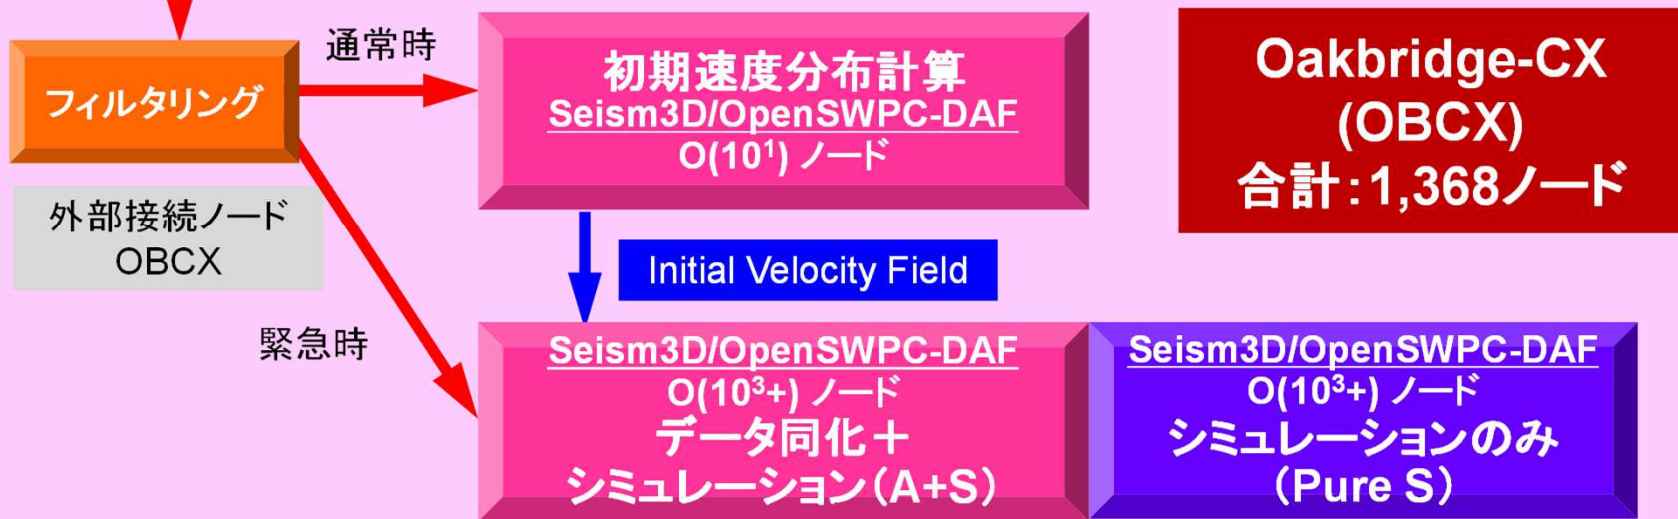 フィルタリング
外部接続ノード
OBCX
通常時
緊急時
初期速度分布計算
Seism3D/OpenSWPC-DAF
O(10¹) ノード
Initial Velocity Field
Seism3D/OpenSWPC-DAF
O(10³+) ノード
データ同化＋
シミュレーション(A+S)
Seism3D/OpenSWPC-DAF
O(10³+) ノード
シミュレーションのみ
(Pure S)
Oakbridge-CX
(OBCX)
合計：1,368ノード